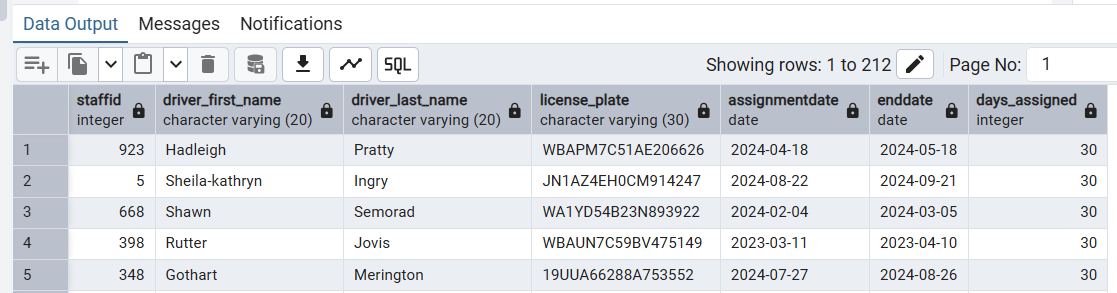 Data Output Messages Notifications
SQL Showing rows: 1 to 212 Page No: 1
staffid driver_first_name driver_last_name license_plate assignmentdate enddate days_assigned
integer character varying (20) character varying (20) character varying (30) date date integer
1 923 Hadleigh Pratty WBAPM7C51AE206626 2024-04-18 2024-05-18 30
2 5 Sheila-kathryn Ingry JN1AZ4EH0CM914247 2024-08-22 2024-09-21 30
3 668 Shawn Semorad WA1YD54B23N893922 2024-02-04 2024-03-05 30
4 398 Rutter Jovis WBAUN7C59BV475149 2023-03-11 2023-04-10 30
5 348 Gothart Merington 19UUA66288A753552 2024-07-27 2024-08-26 30